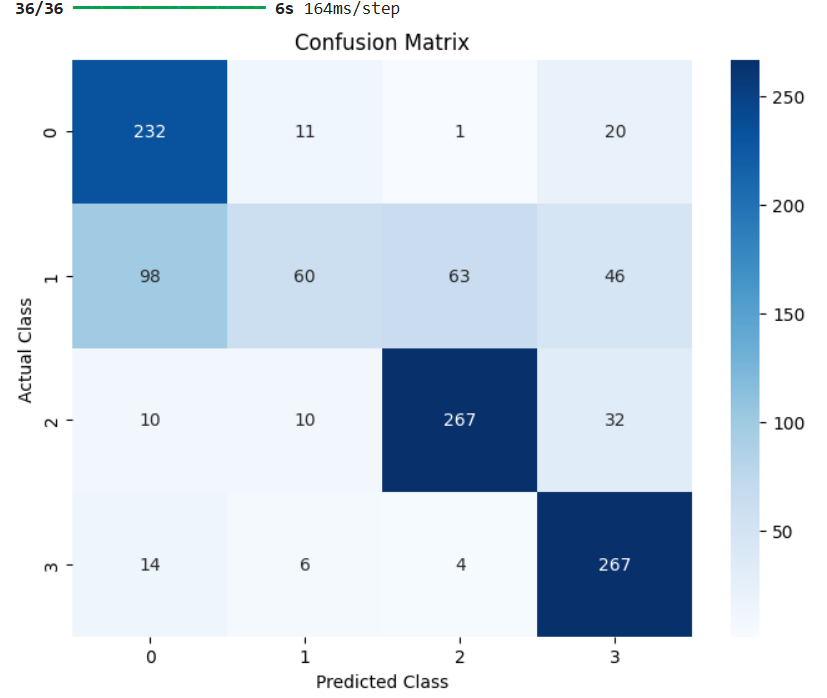 36/36 6s 164ms/step
Confusion Matrix
0 232 11 1 20
1 98 60 63 46
2 10 10 267 32
3 14 6 4 267
0 1 2 3
Predicted Class
Actual Class
250
200
150
100
50